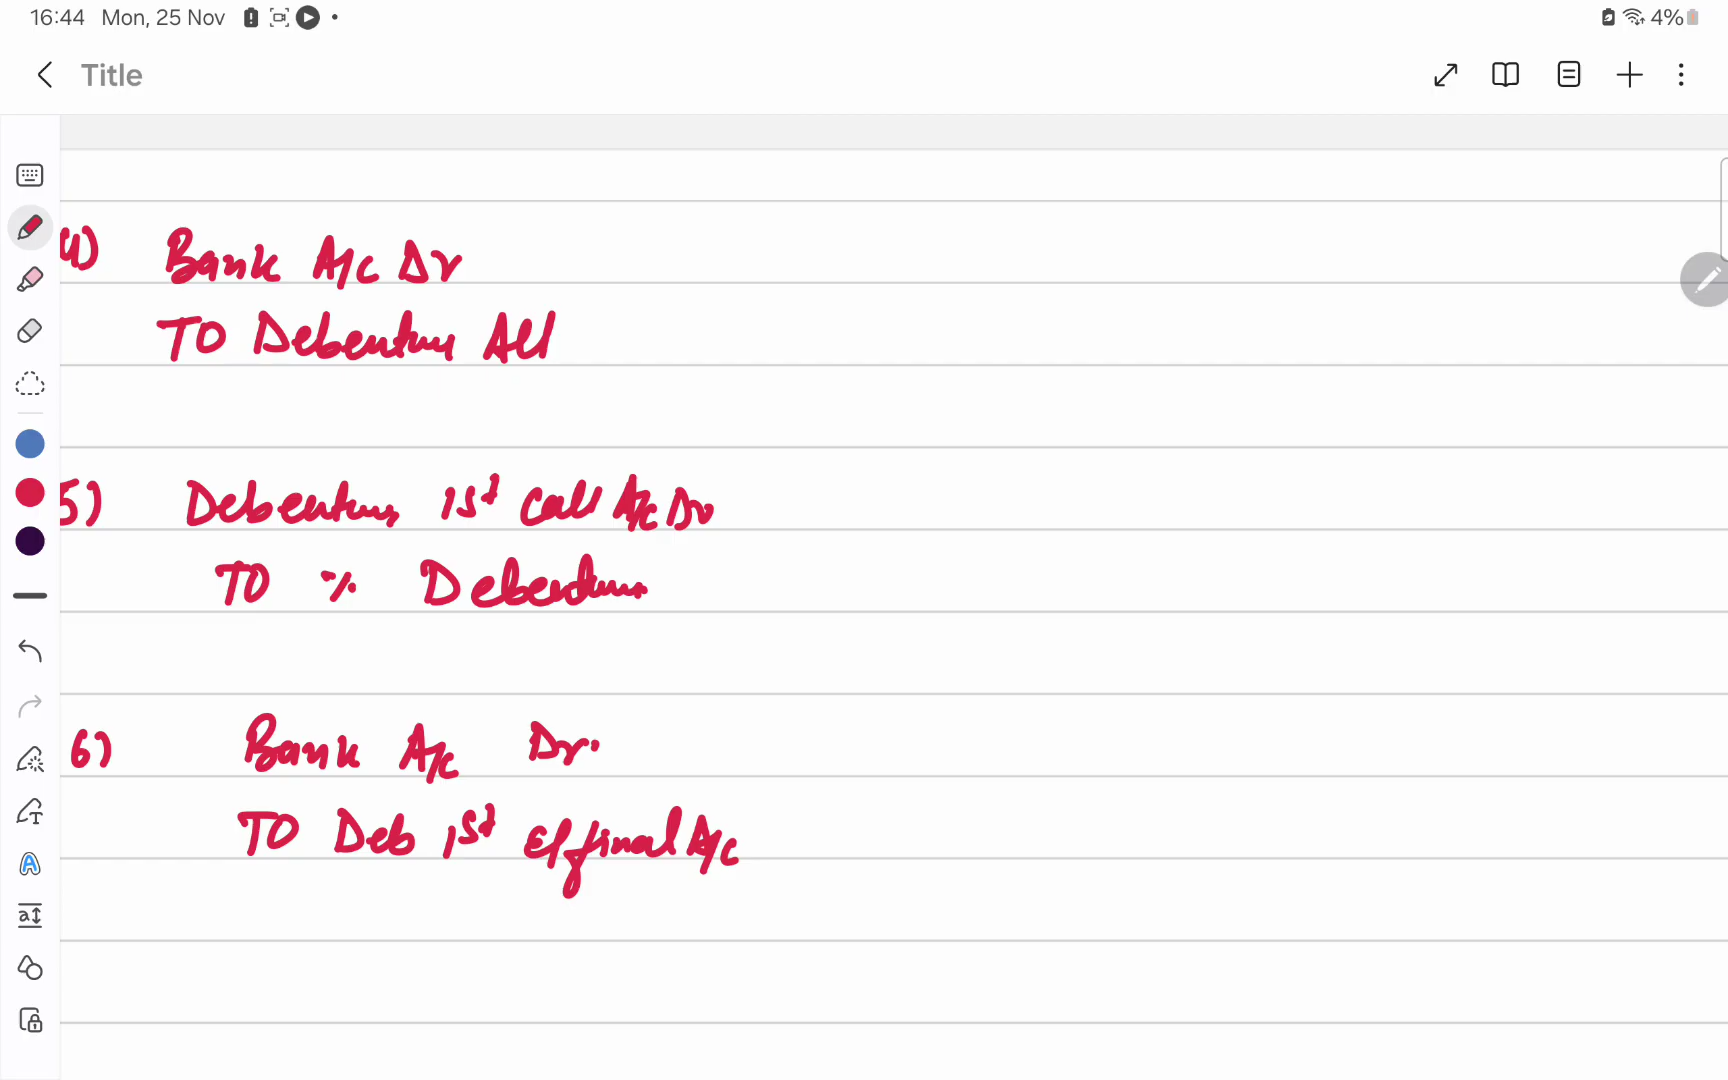 16:44 Mon, 25 Nov 4%
Title
4) Bank A/c Dr
TO Debenture All
5) Debenture 1st Call A/c Dr
TO % Debenture
6) Bank A/c Dr.
TO Deb 1st & final A/c